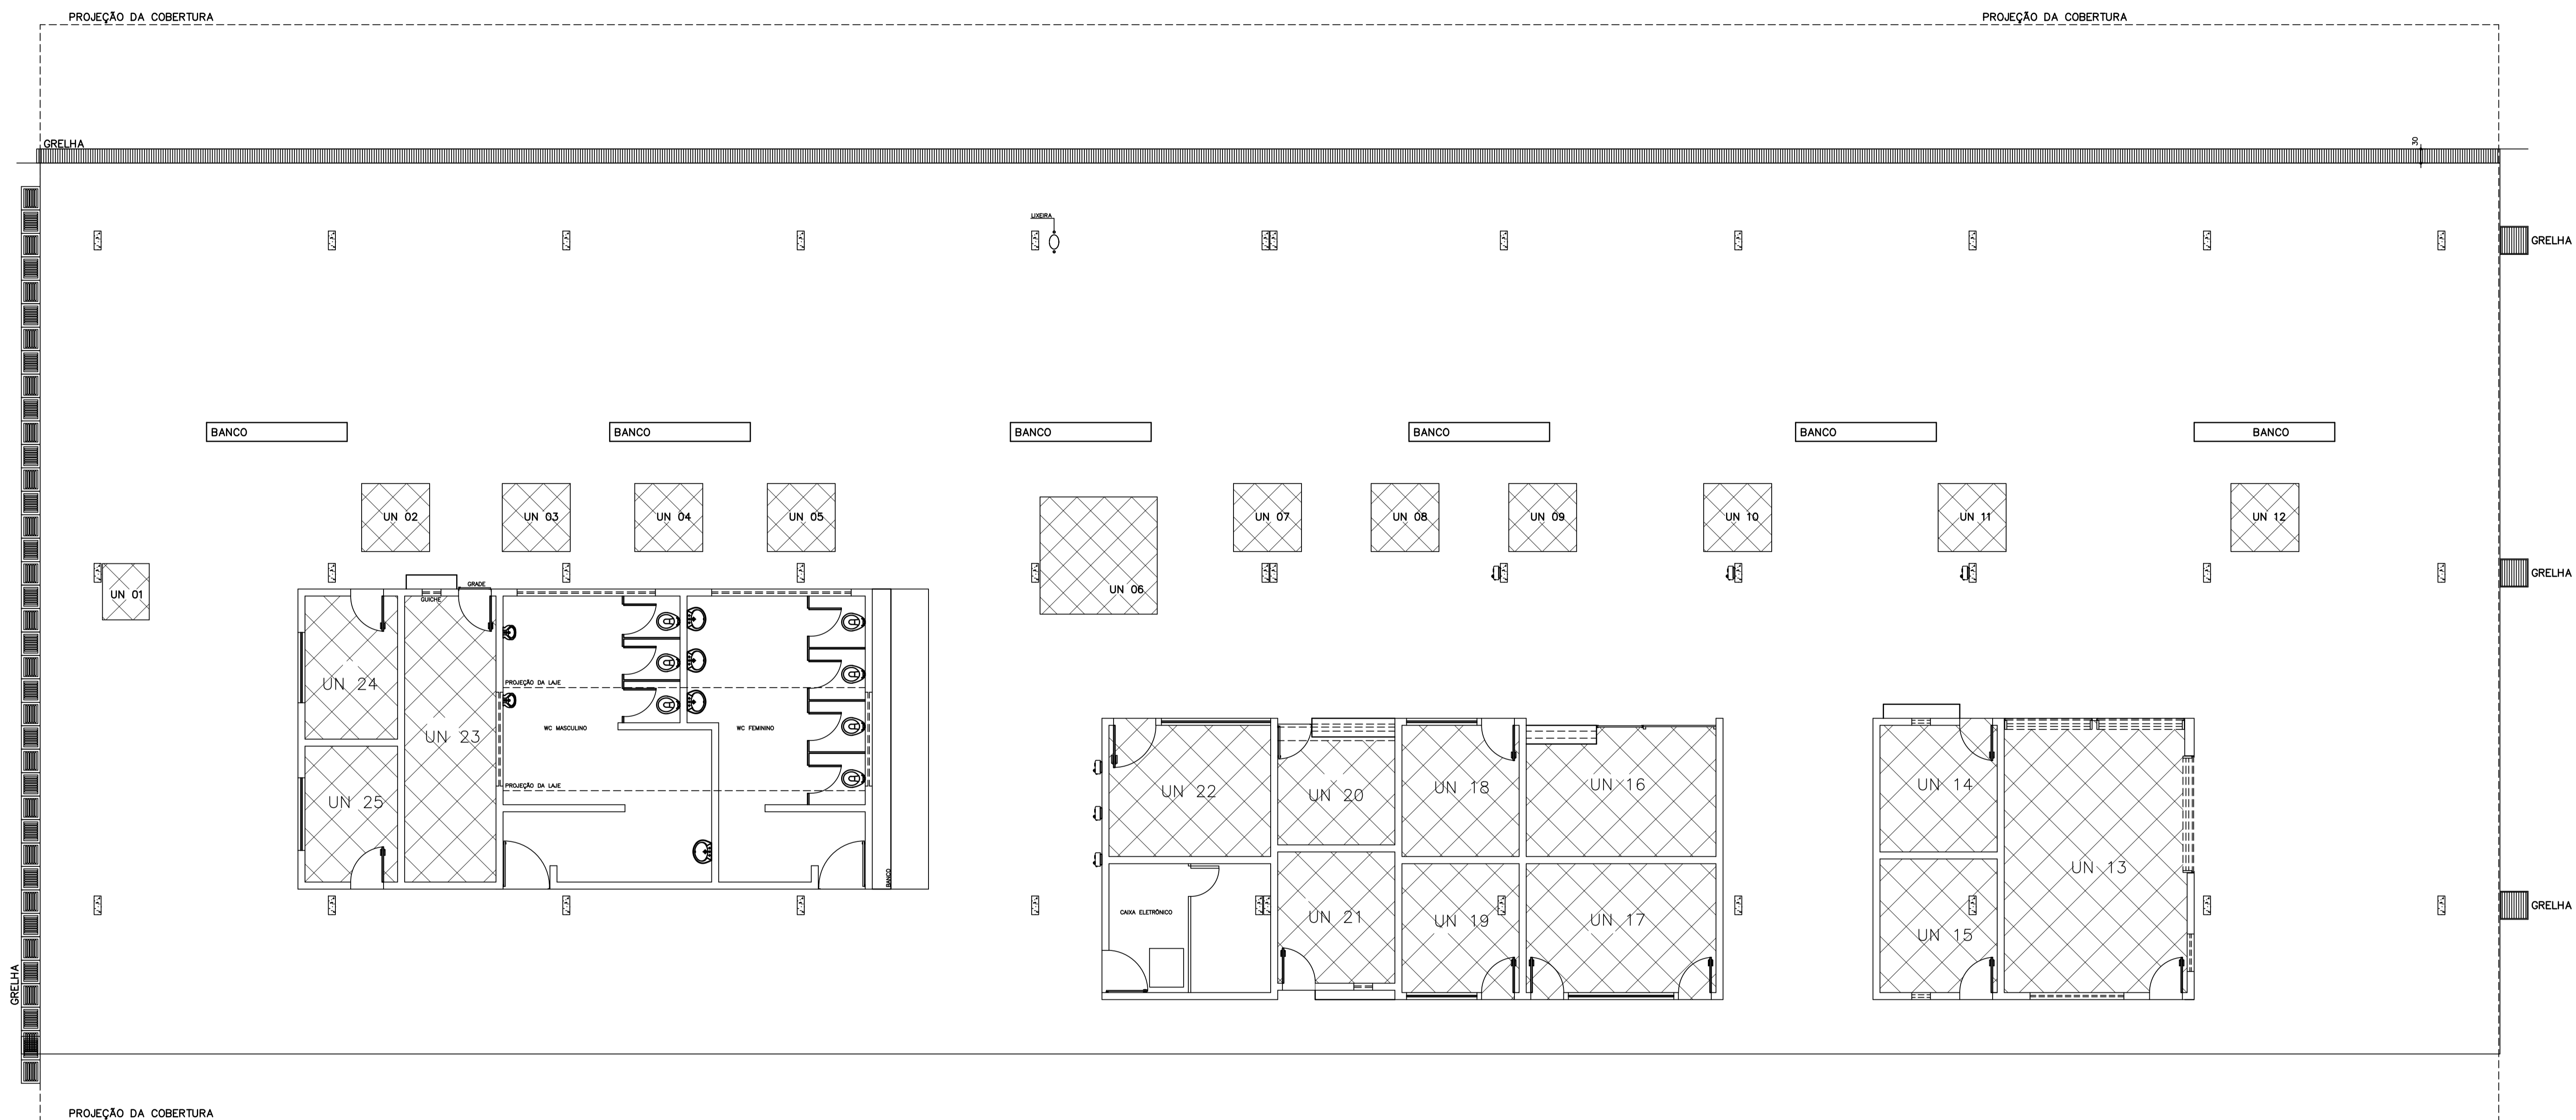 PROJEÇÃO DA COBERTURA
PROJEÇÃO DA COBERTURA
GRELHA
30
LIXEIRA
GRELHA
BANCO
BANCO
BANCO
BANCO
BANCO
BANCO
UN 02
UN 03
UN 04
UN 05
UN 07
UN 08
UN 09
UN 10
UN 11
UN 12
GRELHA
UN 01
UN 06
GRADE
GUICHÊ
UN 24
PROJEÇÃO DA LAJE
WC MASCULINO
WC FEMININO
UN 23
PROJEÇÃO DA LAJE
UN 25
UN 22
UN 20
UN 18
UN 16
UN 14
UN 13
BANCO
CAIXA ELETRÔNICO
UN 21
UN 19
UN 17
UN 15
GRELHA
GRELHA
PROJEÇÃO DA COBERTURA